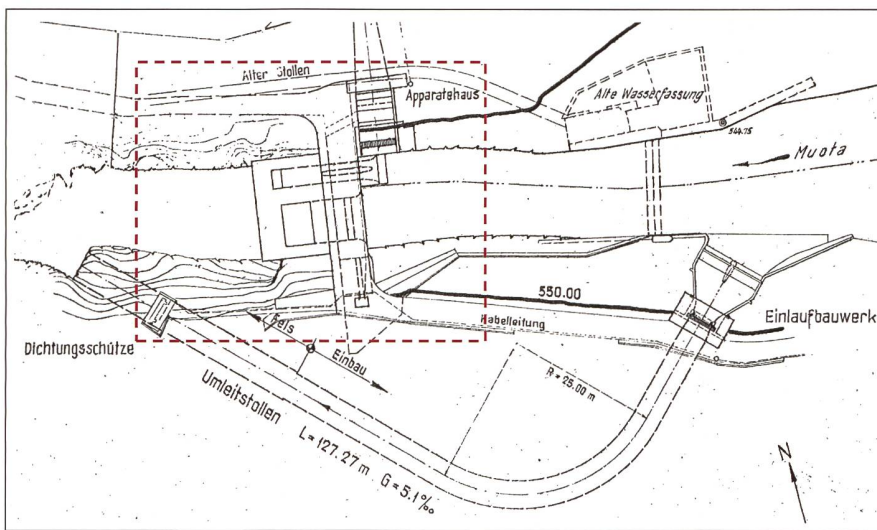 Alter Stollen
Apparatehaus
Alte Wasserfassung
544.75
Muota
550.00
Kabelleitung
Einlaufbauwerk
Fels
Einbau
Dichtungsschütze
Umleitstollen
L=127.27 m G=5.1‰
R=25.00 m
N